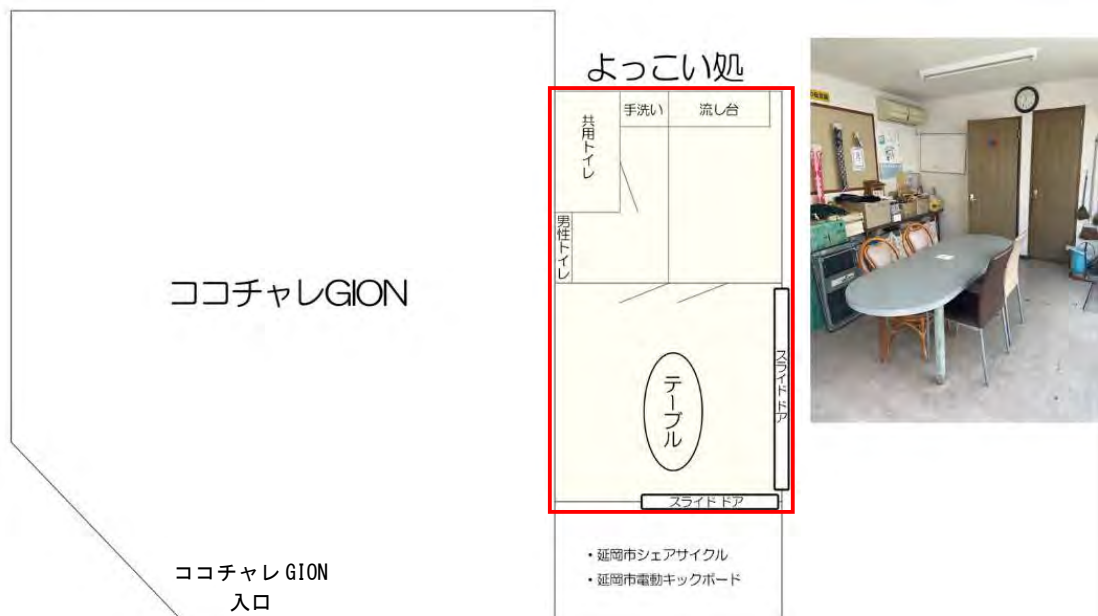 よっこい処
共用トイレ
手洗い
流し台
男性トイレ
ココチャレGION
テーブル
スライドドア
スライドドア
・延岡市シェアサイクル
・延岡市電動キックボード
ココチャレGION
入口